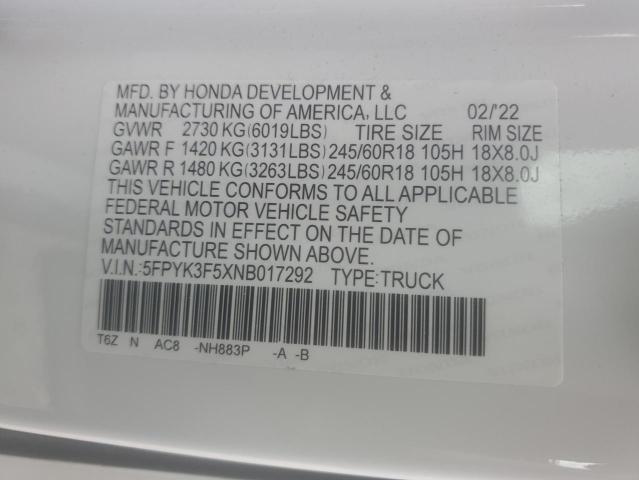 MFD. BY HONDA DEVELOPMENT &
MANUFACTURING OF AMERICA, LLC 02/'22
GVWR 2730 KG(6019LBS) TIRE SIZE RIM SIZE
GAWR F 1420 KG(3131LBS) 245/60R18 105H 18X8.0J
GAWR R 1480 KG(3263LBS) 245/60R18 105H 18X8.0J
THIS VEHICLE CONFORMS TO ALL APPLICABLE
FEDERAL MOTOR VEHICLE SAFETY
STANDARDS IN EFFECT ON THE DATE OF
MANUFACTURE SHOWN ABOVE.
V.I.N.:5FPYK3F5XNB017292 TYPE:TRUCK
T6Z N AC8 -NH883P -A -B